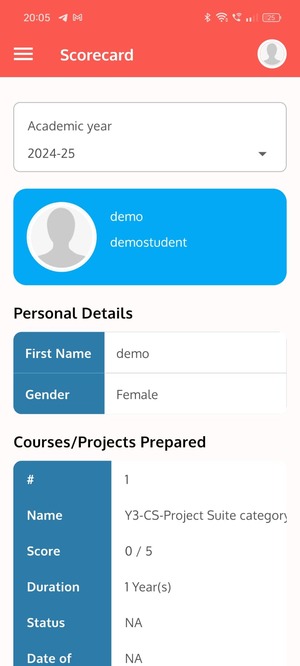 20:05
Scorecard
Academic year
2024-25
demo
demostudent
Personal Details
First Name demo
Gender Female
Courses/Projects Prepared
# 1
Name Y3-CS-Project Suite category
Score 0 / 5
Duration 1 Year(s)
Status NA
Date of NA